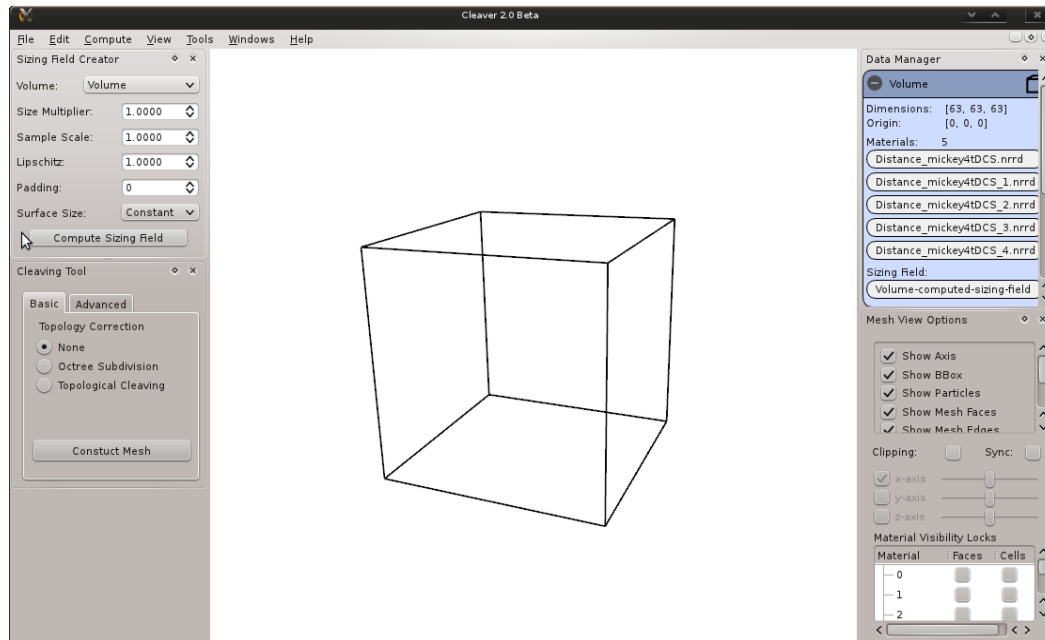 Cleaver 2.0 Beta
File Edit Compute View Tools Windows Help
Sizing Field Creator
Volume: Volume
Size Multiplier: 1.0000
Sample Scale: 1.0000
Lipschitz: 1.0000
Padding: 0
Surface Size: Constant
Compute Sizing Field
Cleaving Tool
Basic Advanced
Topology Correction
None
Octree Subdivision
Topological Cleaving
Constuct Mesh
Data Manager
Volume
Dimensions: [63, 63, 63]
Origin: [0, 0, 0]
Materials: 5
Distance_mickey4tDCS.nrrd
Distance_mickey4tDCS_1.nrrd
Distance_mickey4tDCS_2.nrrd
Distance_mickey4tDCS_3.nrrd
Distance_mickey4tDCS_4.nrrd
Sizing Field:
Volume-computed-sizing-field
Mesh View Options
Show Axis
Show BBox
Show Particles
Show Mesh Faces
Show Mesh Edges
Clipping: Sync:
x-axis
y-axis
z-axis
Material Visibility Locks
Material Faces Cells
0
1
2